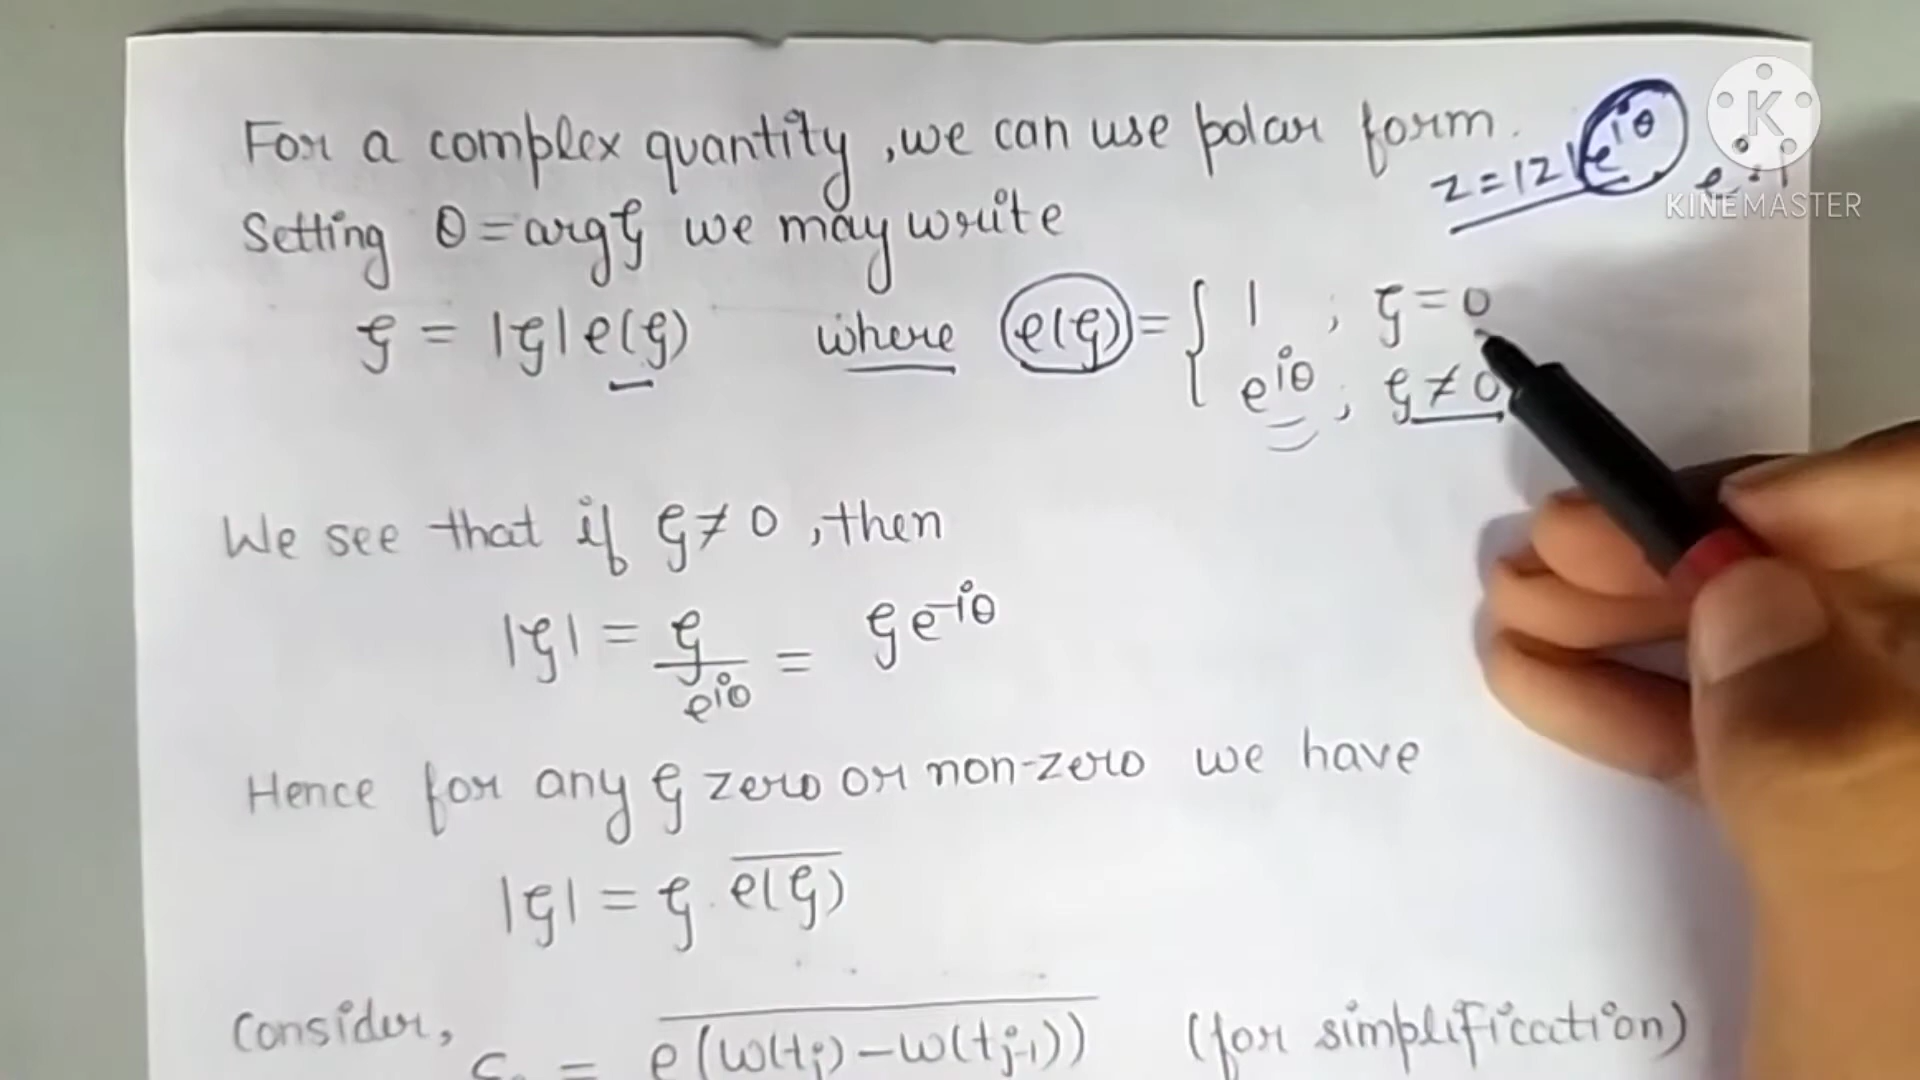 For a complex quantity, we can use polar form.
z = |z| e^{iθ}
KINEMASTER
Setting θ = arg ξ we may write
ξ = |ξ| e(ξ) where e(ξ) = { 1 ; ξ = 0
e^{iθ} ; ξ ≠ 0
We see that if ξ ≠ 0, then
|ξ| = ξ / e^{iθ} = ξ e^{-iθ}
Hence for any ξ zero or non-zero we have
|ξ| = ξ . \overline{e(ξ)}
Consider,
= \overline{e(w(t_j) - w(t_{j-1}))} (for simplification)